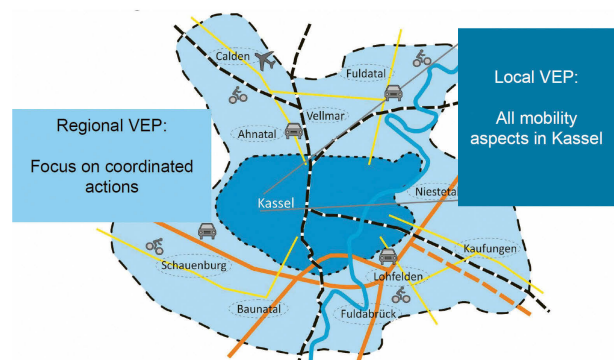 Calden
Fuldatal
Vellmar
Ahnatal
Regional VEP:
Focus on coordinated
actions
Local VEP:
All mobility
aspects in Kassel
Kassel
Niesteta
Kaufungen
Schauenburg
Lohfelden
Baunatal
Fuldabrück